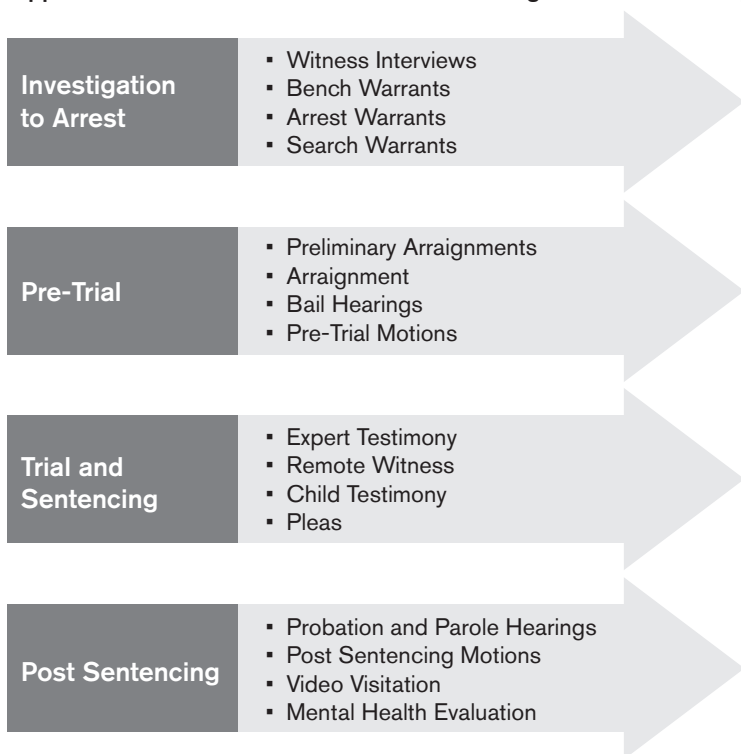 Investigation
to Arrest
▪ Witness Interviews
▪ Bench Warrants
▪ Arrest Warrants
▪ Search Warrants
Pre-Trial
▪ Preliminary Arraignments
▪ Arraignment
▪ Bail Hearings
▪ Pre-Trial Motions
Trial and
Sentencing
▪ Expert Testimony
▪ Remote Witness
▪ Child Testimony
▪ Pleas
Post Sentencing
▪ Probation and Parole Hearings
▪ Post Sentencing Motions
▪ Video Visitation
▪ Mental Health Evaluation